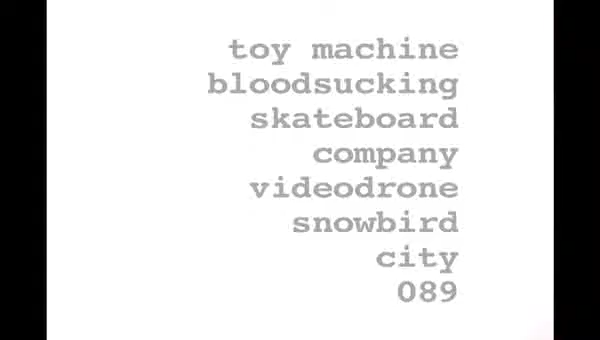 toy machine
bloodsucking
skateboard
company
videodrone
snowbird
city
089